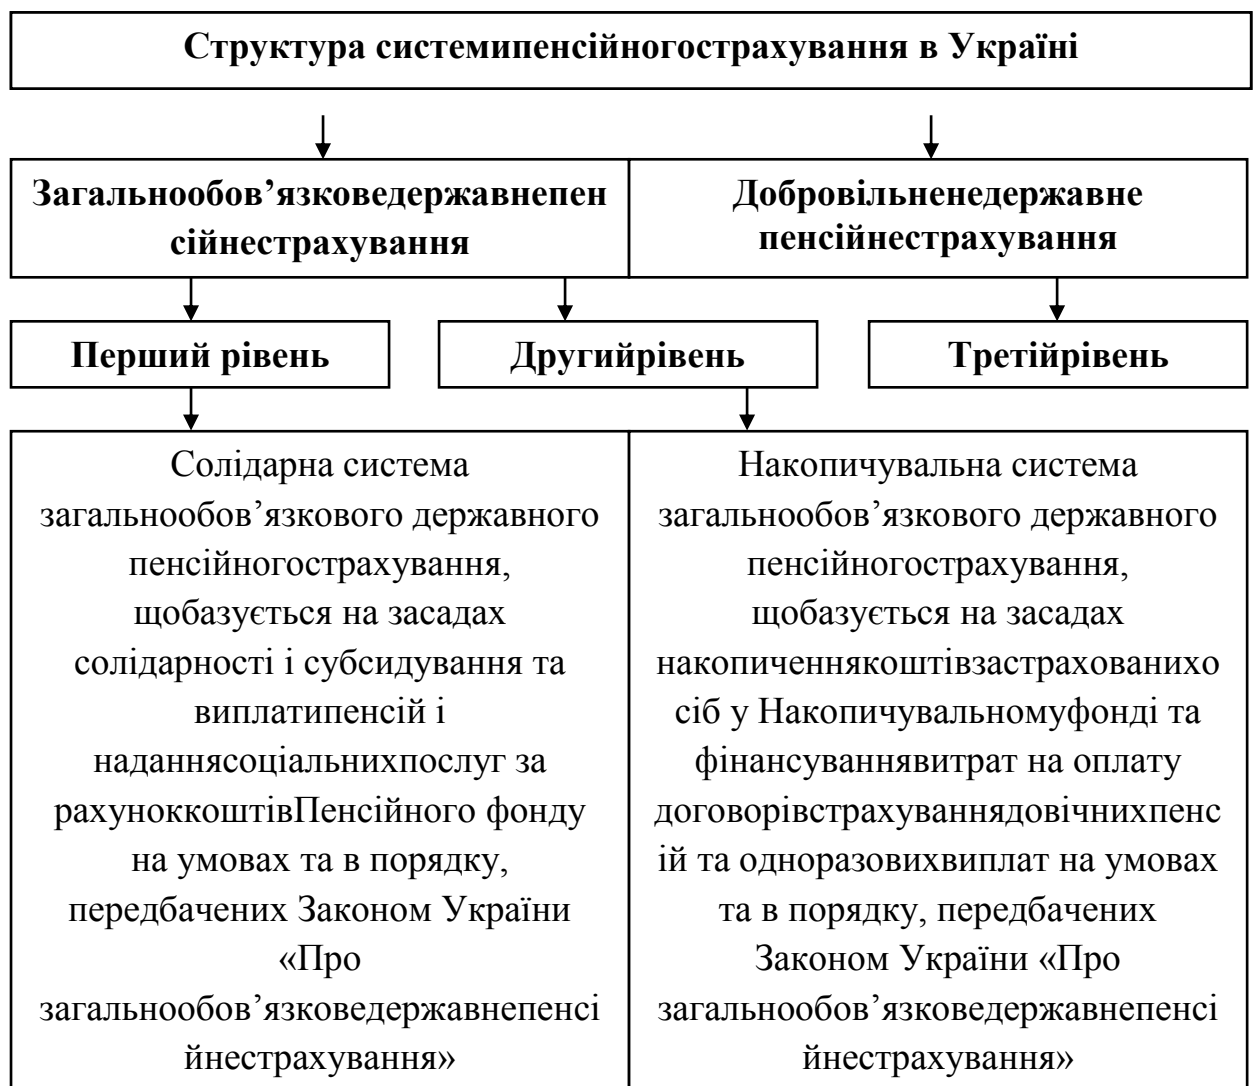 Структура системипенсійногострахування в Україні
Загальнообов’язковедержавнепен
сійнестрахування
Добровільненедержавне
пенсійнестрахування
Перший рівень
Другийрівень
Третійрівень
Солідарна система
загальнообов’язкового державного
пенсійногострахування,
щобазується на засадах
солідарності і субсидування та
виплатипенсій і
наданнясоціальнихпослуг за
рахуноккоштівПенсійного фонду
на умовах та в порядку,
передбачених Законом України
«Про
загальнообов’язковедержавнепенсі
йнестрахування»
Накопичувальна система
загальнообов’язкового державного
пенсійногострахування,
щобазується на засадах
накопиченнякоштівзастрахованихо
сіб у Накопичувальномуфонді та
фінансуваннявитрат на оплату
договорівстрахуваннядовічнихпенс
ій та одноразовихвиплат на умовах
та в порядку, передбачених
Законом України «Про
загальнообов’язковедержавнепенсі
йнестрахування»